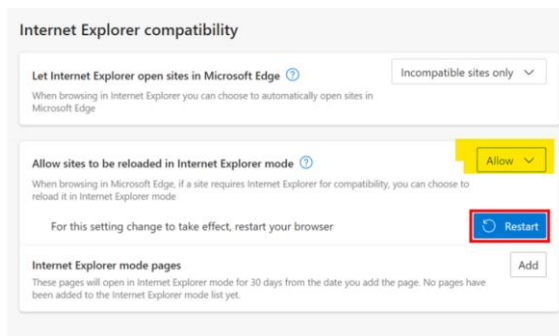 Internet Explorer compatibility
Let Internet Explorer open sites in Microsoft Edge
Incompatible sites only
When browsing in Internet Explorer you can choose to automatically open sites in
Microsoft Edge
Allow sites to be reloaded in Internet Explorer mode
Allow
When browsing in Microsoft Edge, if a site requires Internet Explorer for compatibility, you can choose to
reload it in Internet Explorer mode
For this setting change to take effect, restart your browser
Restart
Internet Explorer mode pages
Add
These pages will open in Internet Explorer mode for 30 days from the date you add the page. No pages have
been added to the Internet Explorer mode list yet.